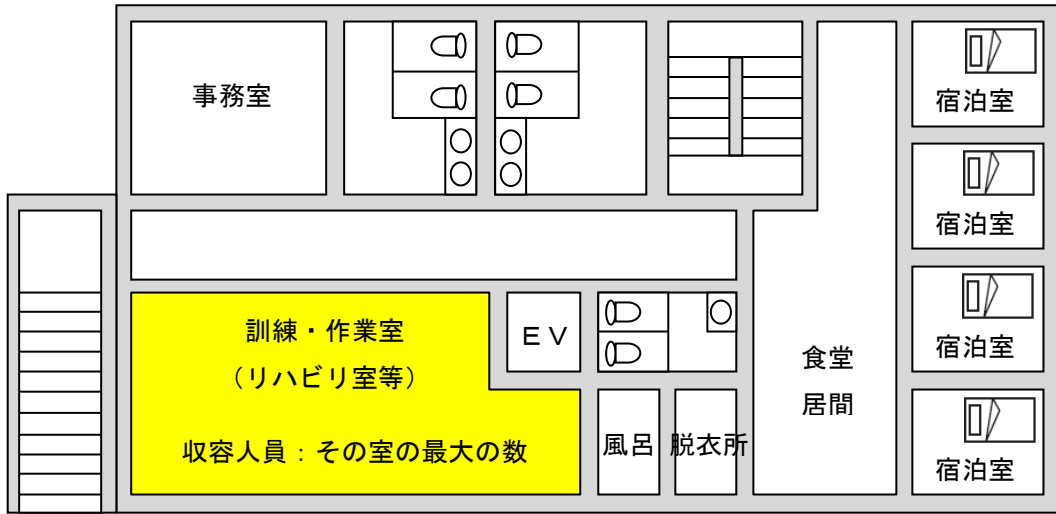 事務室
宿泊室
宿泊室
訓練・作業室
（リハビリ室等）
収容人員：その室の最大の数
ＥＶ
風呂
脱衣所
食堂
居間
宿泊室
宿泊室